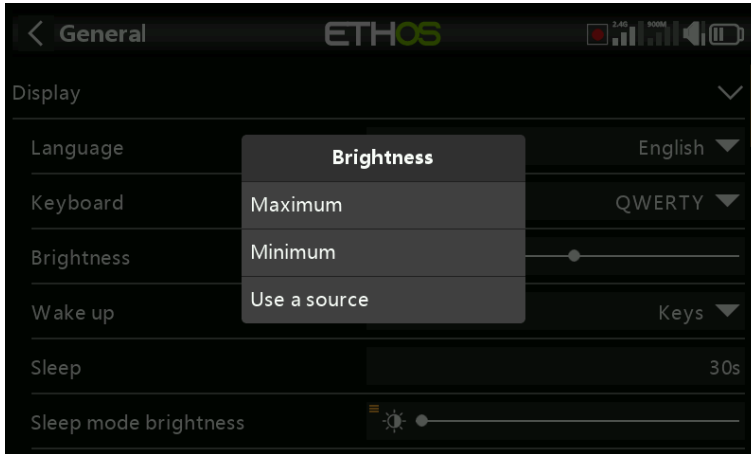 General
ETHOS
2.4G
900M
Display
Language
English
Brightness
Keyboard
QWERTY
Maximum
Brightness
Minimum
Wake up
Use a source
Keys
Sleep
30s
Sleep mode brightness